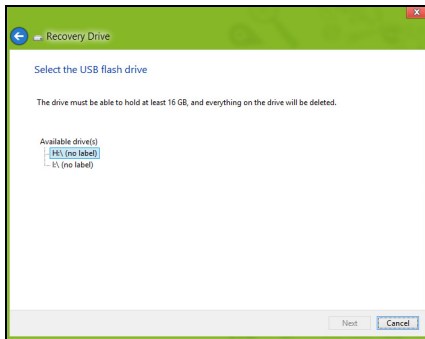 x
Recovery Drive
Select the USB flash drive
The drive must be able to hold at least 16 GB, and everything on the drive will be deleted.
Available drive(s)
H:\ (no label)
I:\ (no label)
Next Cancel